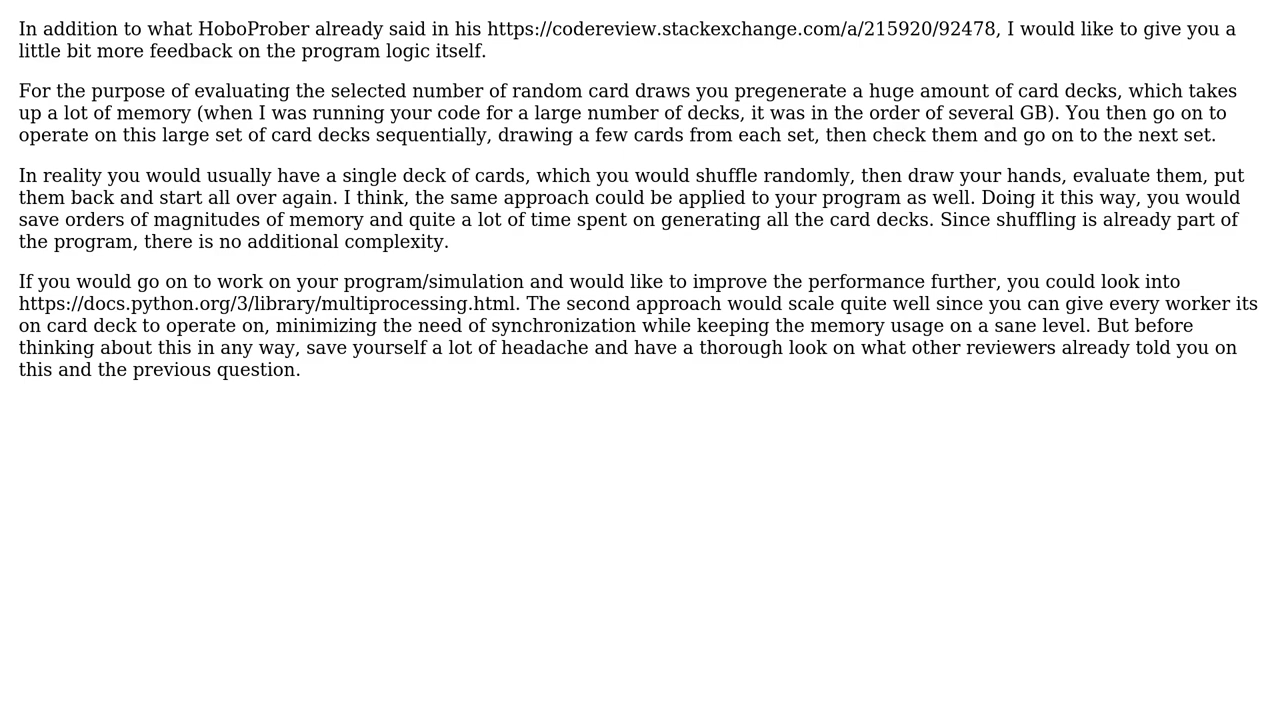 In addition to what HoboProber already said in his https://codereview.stackexchange.com/a/215920/92478, I would like to give you a
little bit more feedback on the program logic itself.
For the purpose of evaluating the selected number of random card draws you pregenerate a huge amount of card decks, which takes
up a lot of memory (when I was running your code for a large number of decks, it was in the order of several GB). You then go on to
operate on this large set of card decks sequentially, drawing a few cards from each set, then check them and go on to the next set.
In reality you would usually have a single deck of cards, which you would shuffle randomly, then draw your hands, evaluate them, put
them back and start all over again. I think, the same approach could be applied to your program as well. Doing it this way, you would
save orders of magnitudes of memory and quite a lot of time spent on generating all the card decks. Since shuffling is already part of
the program, there is no additional complexity.
If you would go on to work on your program/simulation and would like to improve the performance further, you could look into
https://docs.python.org/3/library/multiprocessing.html. The second approach would scale quite well since you can give every worker its
on card deck to operate on, minimizing the need of synchronization while keeping the memory usage on a sane level. But before
thinking about this in any way, save yourself a lot of headache and have a thorough look on what other reviewers already told you on
this and the previous question.